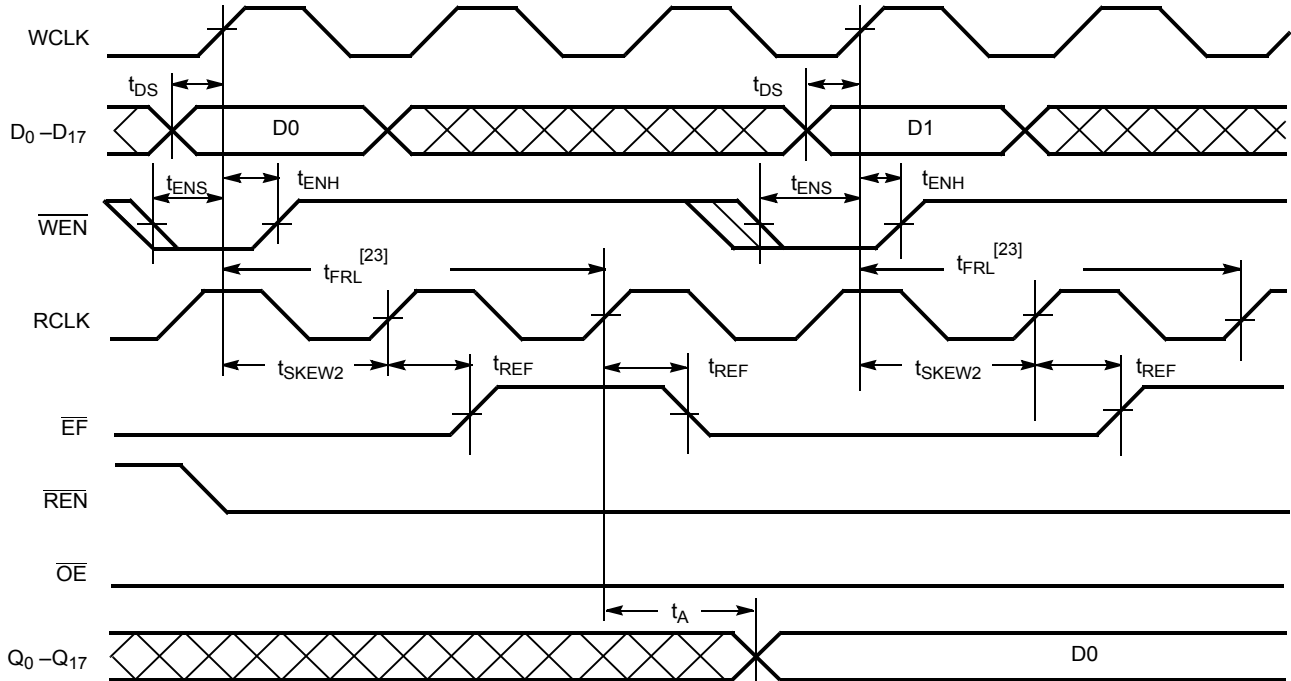 WCLK
tDS tDS
D0 –D17 D0 D1
tENS tENH tENS tENH
WEN
tFRL[23] tFRL[23]
RCLK
tSKEW2 tREF tREF tSKEW2 tREF
EF
REN
OE
tA
Q0 –Q17 D0